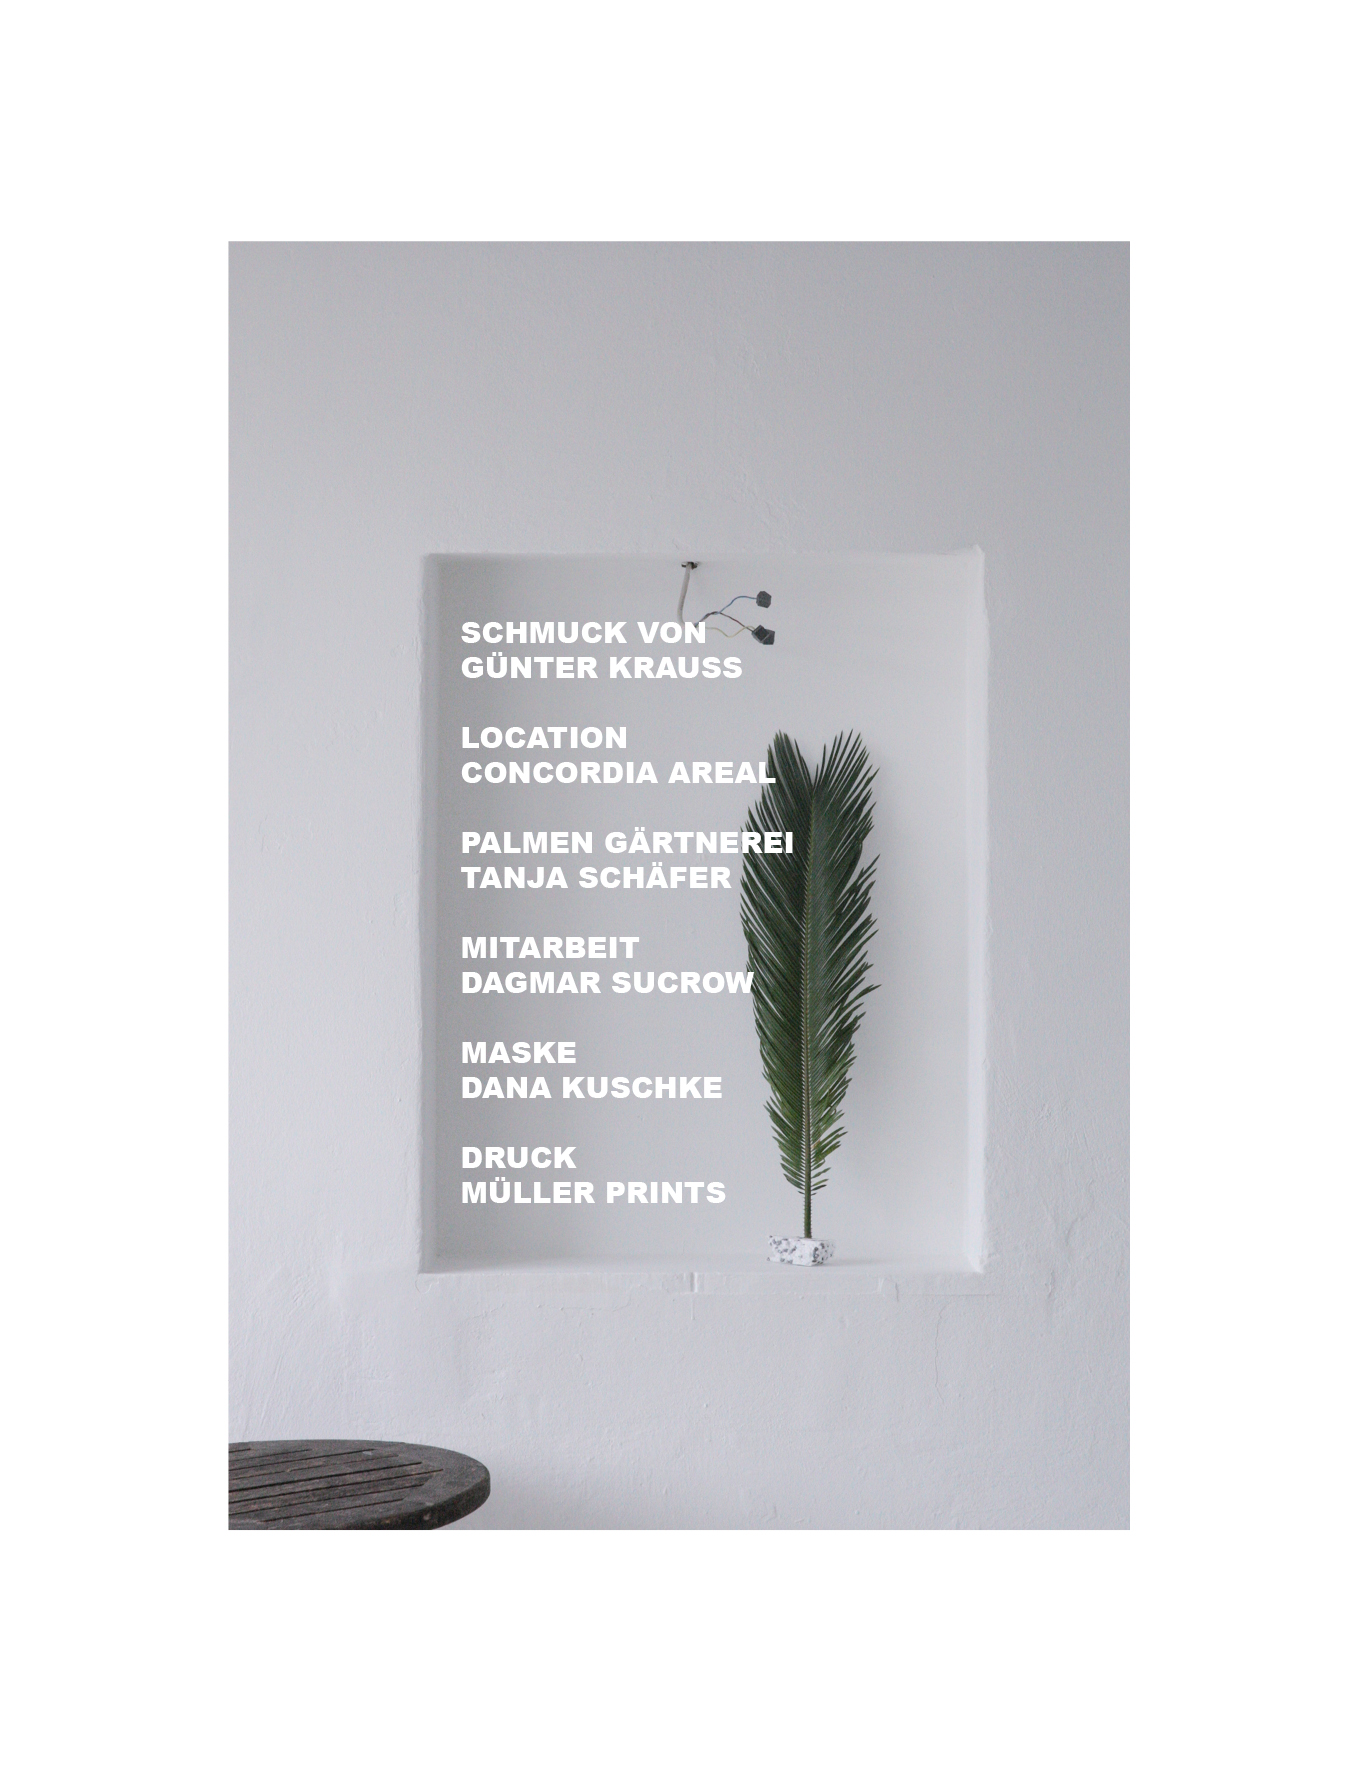 SCHMUCK VON
GÜNTER KRAUSS
LOCATION
CONCORDIA AREAL
PALMEN GÄRTNEREI
TANJA SCHÄFER
MITARBEIT
DAGMAR SUCROW
MASKE
DANA KUSCHKE
DRUCK
MÜLLER PRINTS